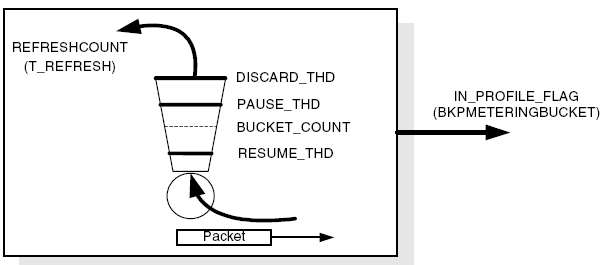 REFRESHCOUNT
(T_REFRESH)
DISCARD_THD
PAUSE_THD
BUCKET_COUNT
RESUME_THD
IN_PROFILE_FLAG
(BKPMETERINGBUCKET)
Packet